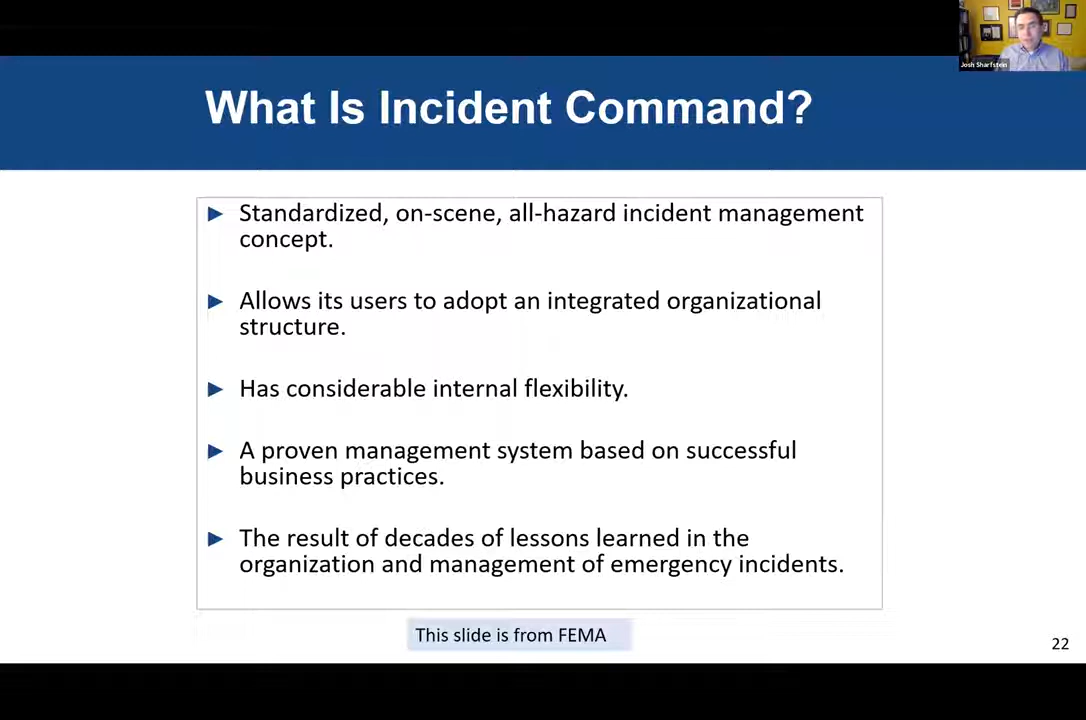 Josh Sharfstein
What Is Incident Command?
► Standardized, on-scene, all-hazard incident management
concept.
► Allows its users to adopt an integrated organizational
structure.
► Has considerable internal flexibility.
► A proven management system based on successful
business practices.
► The result of decades of lessons learned in the
organization and management of emergency incidents.
This slide is from FEMA
22